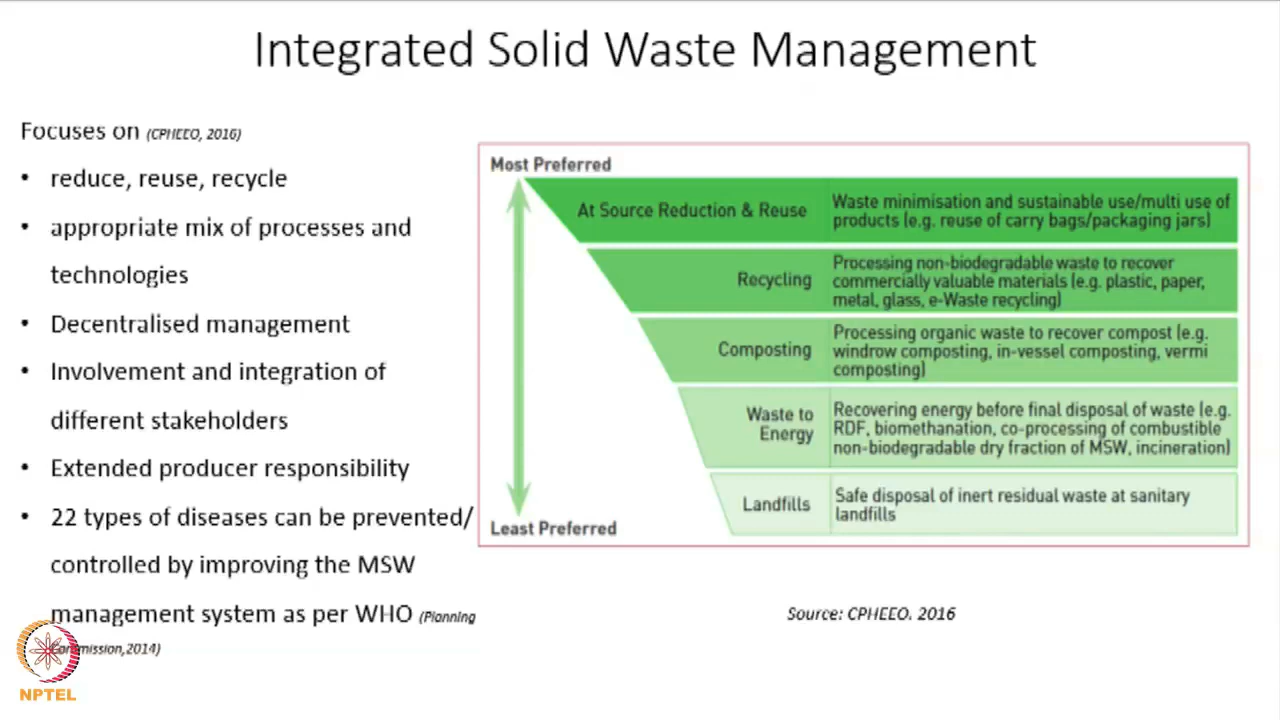 Integrated Solid Waste Management
Focuses on (CPHEEO, 2016)
• reduce, reuse, recycle
• appropriate mix of processes and
technologies
• Decentralised management
• Involvement and integration of
different stakeholders
• Extended producer responsibility
• 22 types of diseases can be prevented/
controlled by improving the MSW
management system as per WHO (Planning
Commission,2014)
Most Preferred
At Source Reduction & Reuse
Waste minimisation and sustainable use/multi use of
products (e.g. reuse of carry bags/packaging jars)
Recycling
Processing non-biodegradable waste to recover
commercially valuable materials (e.g. plastic, paper,
metal, glass, e-Waste recycling)
Composting
Processing organic waste to recover compost (e.g.
windrow composting, in-vessel composting, vermi
composting)
Waste to
Energy
Recovering energy before final disposal of waste (e.g.
RDF, biomethanation, co-processing of combustible
non-biodegradable dry fraction of MSW, incineration)
Landfills
Safe disposal of inert residual waste at sanitary
landfills
Least Preferred
Source: CPHEEO. 2016
NPTEL